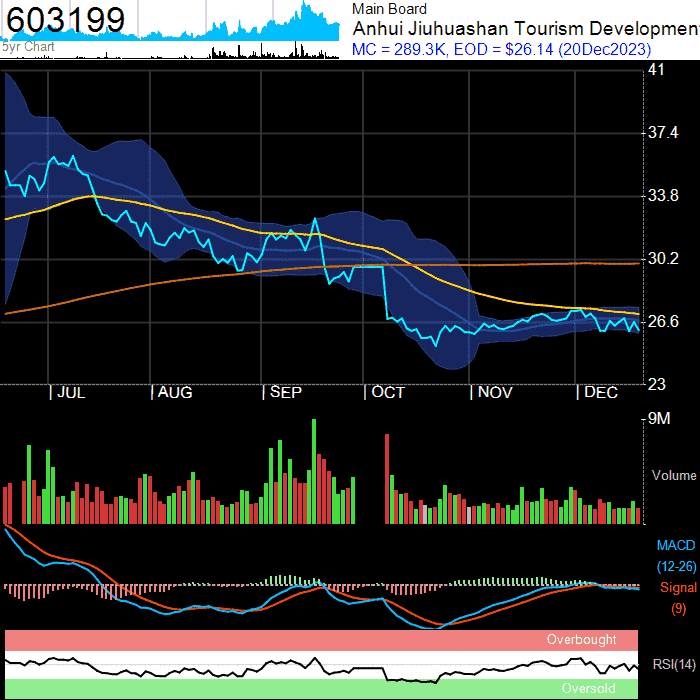 603199
5yr Chart
Main Board
Anhui Jiuhuashan Tourism Development
MC = 289.3K, EOD = $26.14 (20Dec2023)
41
37.4
33.8
30.2
26.6
23
JUL
AUG
SEP
OCT
NOV
DEC
9M
Volume
MACD
(12-26)
Signal
(9)
Overbought
RSI(14)
Oversold